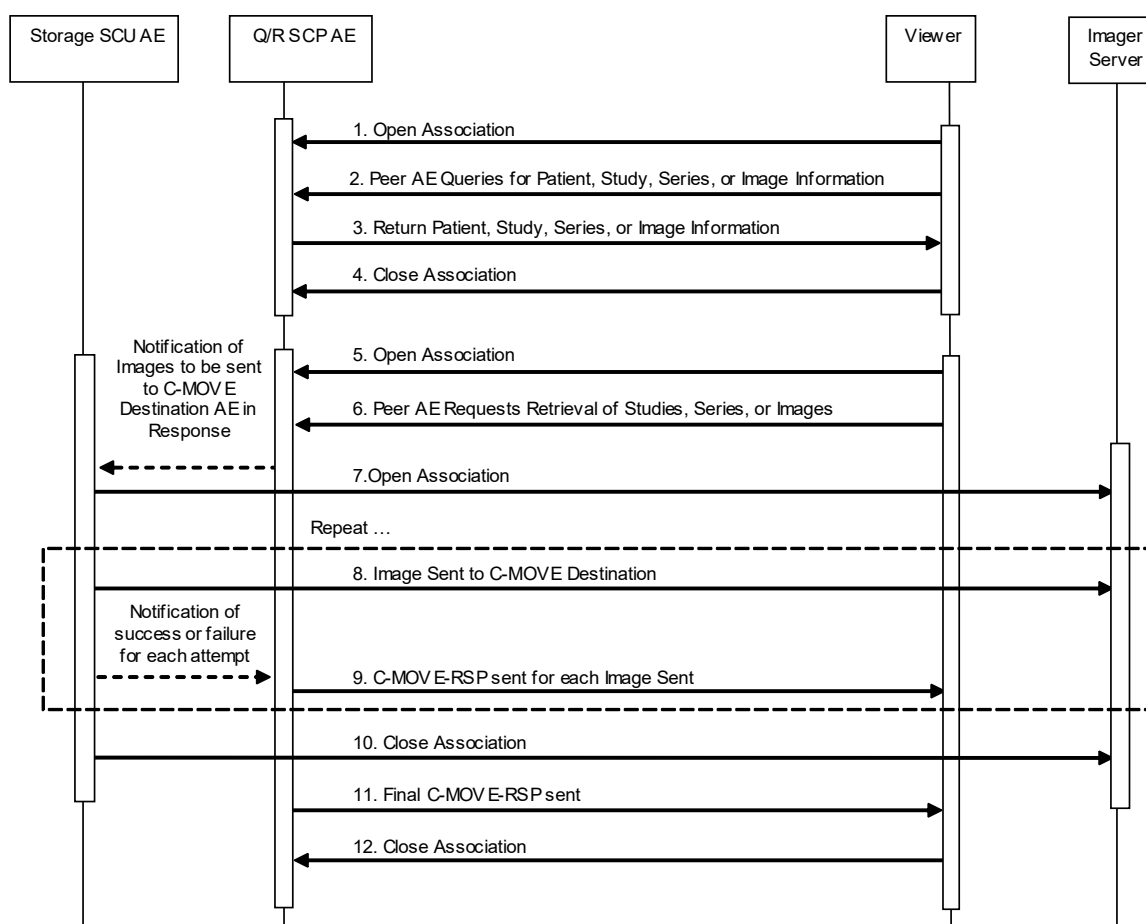 Storage SCU AE
Q/R SCP AE
Viewer
Imager
Server
1. Open Association
2. Peer AE Queries for Patient, Study, Series, or Image Information
3. Return Patient, Study, Series, or Image Information
4. Close Association
Notification of
Images to be sent
to C-MOVE
Destination AE in
Response
5. Open Association
6. Peer AE Requests Retrieval of Studies, Series, or Images
7.Open Association
Repeat …
8. Image Sent to C-MOVE Destination
Notification of
success or failure
for each attempt
9. C-MOVE-RSP sent for each Image Sent
10. Close Association
11. Final C-MOVE-RSP sent
12. Close Association